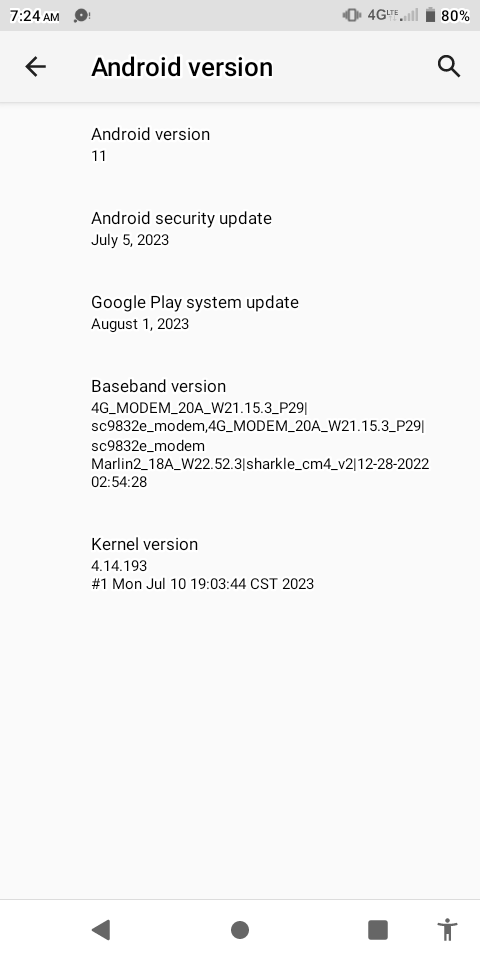 7:24 AM 4G LTE 80%
Android version
Android version
11
Android security update
July 5, 2023
Google Play system update
August 1, 2023
Baseband version
4G_MODEM_20A_W21.15.3_P29|
sc9832e_modem,4G_MODEM_20A_W21.15.3_P29|
sc9832e_modem
Marlin2_18A_W22.52.3|sharkle_cm4_v2|12-28-2022
02:54:28
Kernel version
4.14.193
#1 Mon Jul 10 19:03:44 CST 2023